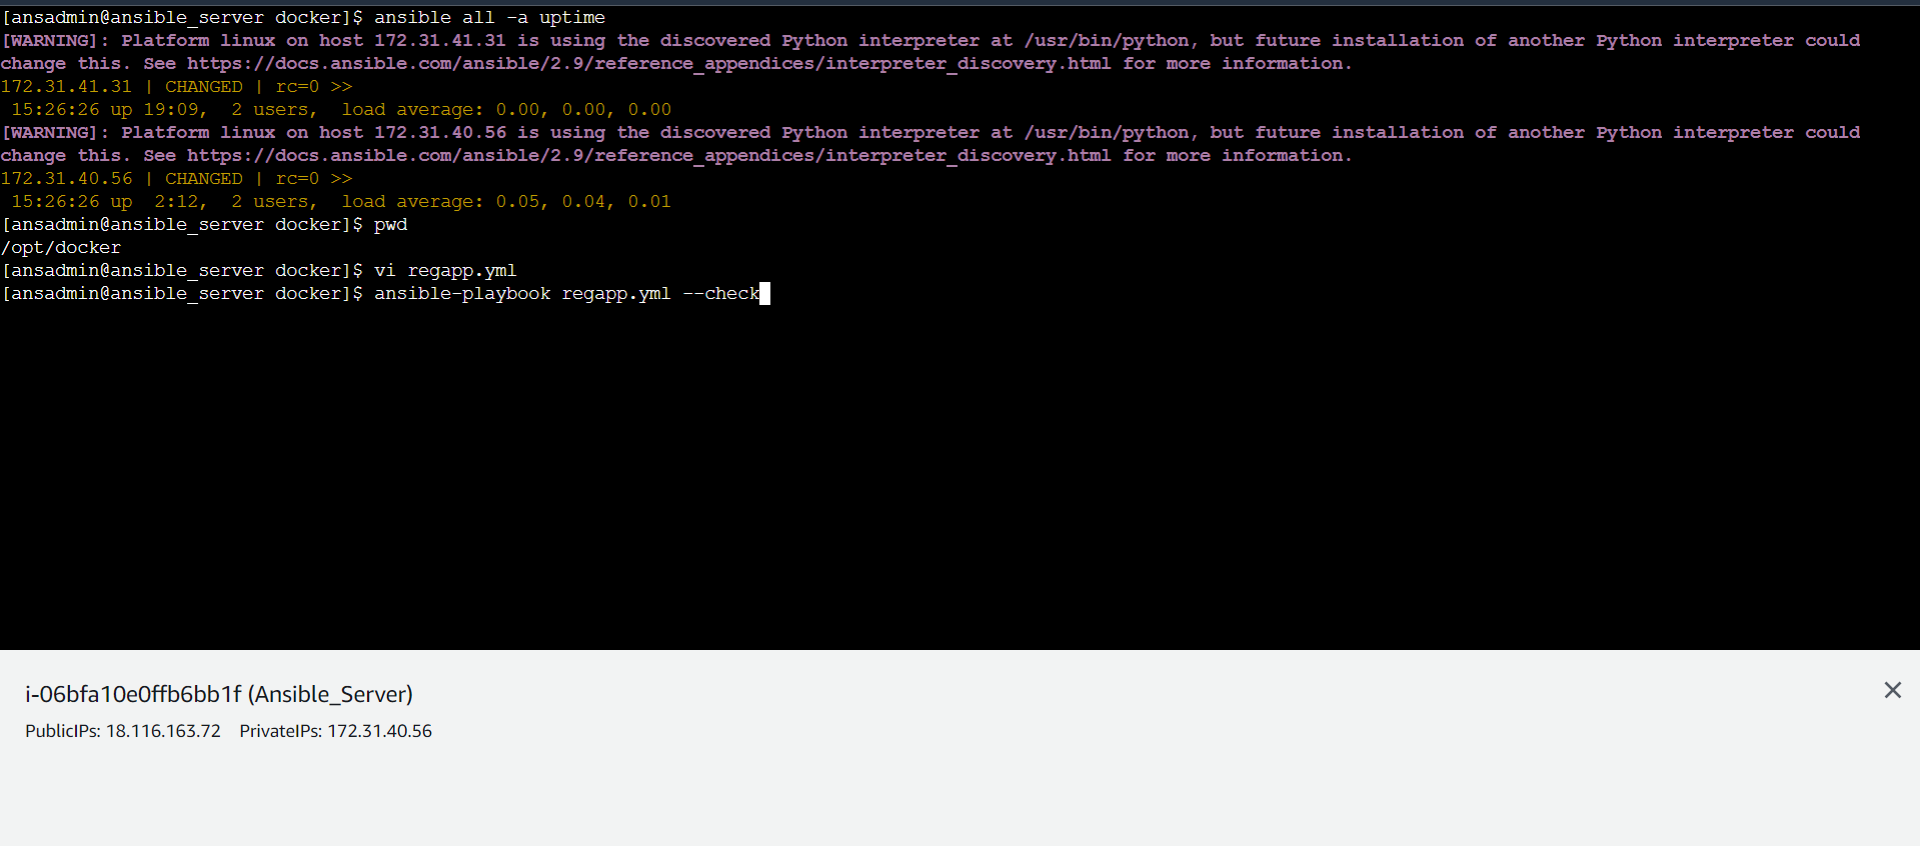 [ansadmin@ansible_server docker]$ ansible all -a uptime
[WARNING]: Platform linux on host 172.31.41.31 is using the discovered Python interpreter at /usr/bin/python, but future installation of another Python interpreter could
change this. See https://docs.ansible.com/ansible/2.9/reference_appendices/interpreter_discovery.html for more information.
172.31.41.31 | CHANGED | rc=0 >>
 15:26:26 up 19:09,  2 users,  load average: 0.00, 0.00, 0.00
[WARNING]: Platform linux on host 172.31.40.56 is using the discovered Python interpreter at /usr/bin/python, but future installation of another Python interpreter could
change this. See https://docs.ansible.com/ansible/2.9/reference_appendices/interpreter_discovery.html for more information.
172.31.40.56 | CHANGED | rc=0 >>
 15:26:26 up  2:12,  2 users,  load average: 0.05, 0.04, 0.01
[ansadmin@ansible_server docker]$ pwd
/opt/docker
[ansadmin@ansible_server docker]$ vi regapp.yml
[ansadmin@ansible_server docker]$ ansible-playbook regapp.yml --check
i-06bfa10e0ffb6bb1f (Ansible_Server)
PublicIPs: 18.116.163.72    PrivateIPs: 172.31.40.56